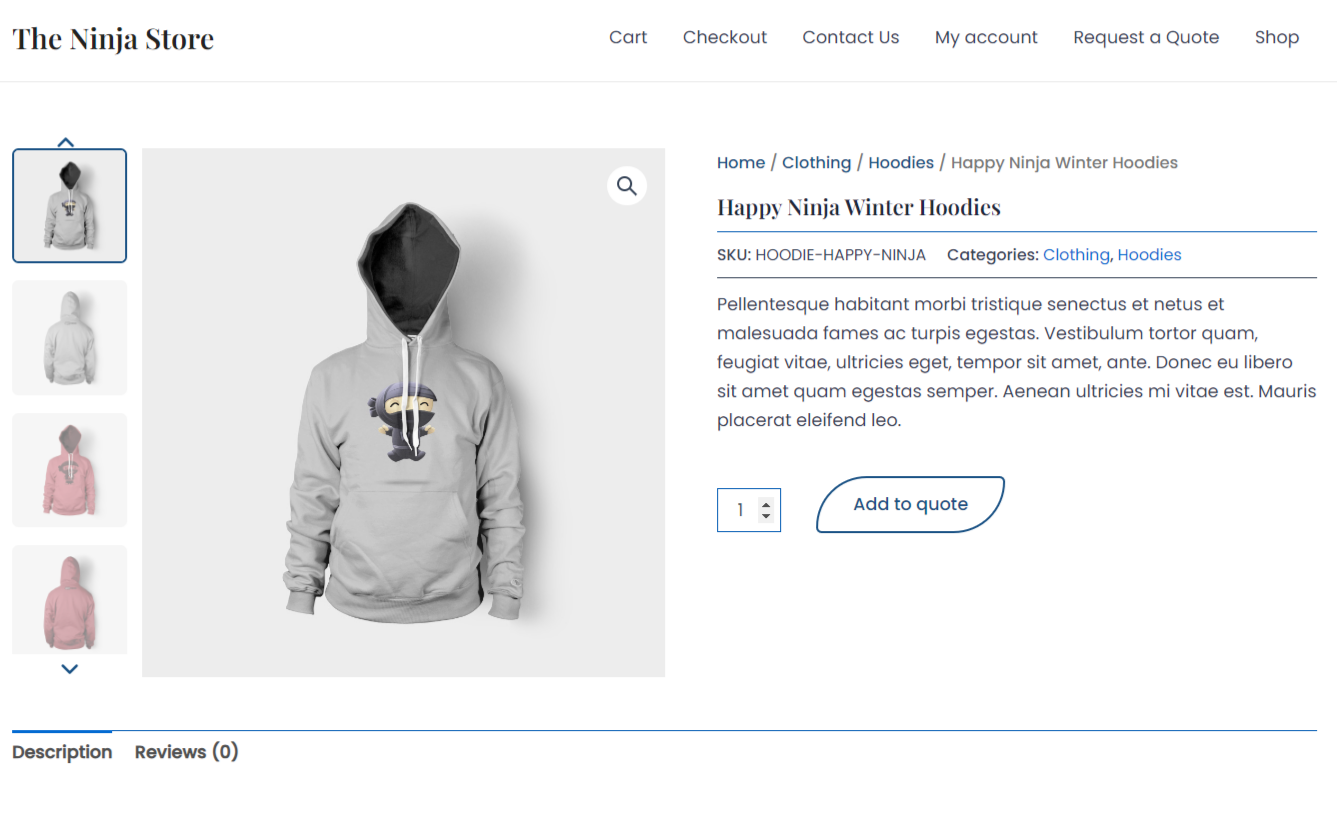 The Ninja Store
Cart Checkout Contact Us My account Request a Quote Shop
Home / Clothing / Hoodies / Happy Ninja Winter Hoodies
Happy Ninja Winter Hoodies
SKU: HOODIE-HAPPY-NINJA Categories: Clothing, Hoodies
Pellentesque habitant morbi tristique senectus et netus et
malesuada fames ac turpis egestas. Vestibulum tortor quam,
feugiat vitae, ultricies eget, tempor sit amet, ante. Donec eu libero
sit amet quam egestas semper. Aenean ultricies mi vitae est. Mauris
placerat eleifend leo.
1 Add to quote
Description Reviews (0)